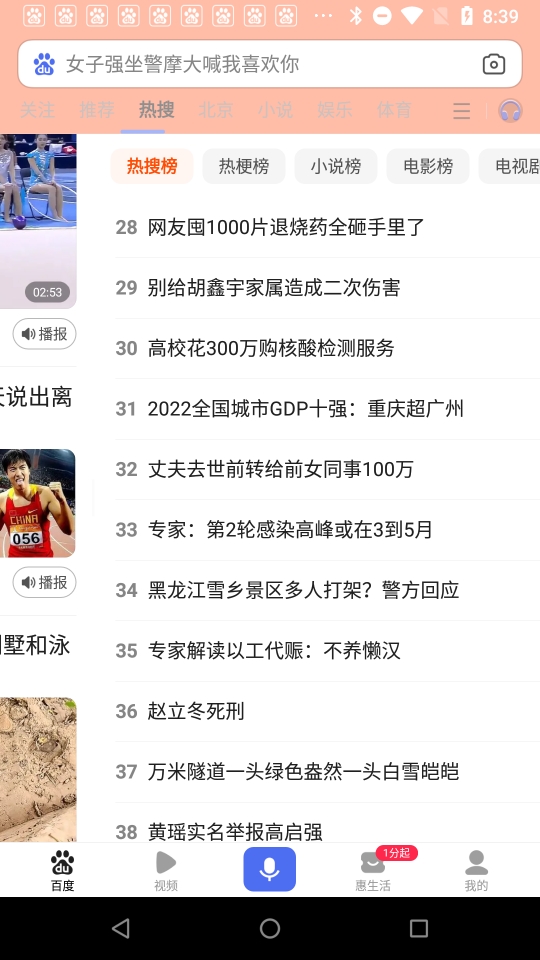 8:39
du 女子强坐警摩大喊我喜欢你
关注 推荐 热搜 北京 小说 娱乐 体育
热搜榜 热梗榜 小说榜 电影榜 电视剧
02:53
播报
说出离
CHINA
056
播报
墅和泳
28 网友囤1000片退烧药全砸手里了
29 别给胡鑫宇家属造成二次伤害
30 高校花300万购核酸检测服务
31 2022全国城市GDP十强：重庆超广州
32 丈夫去世前转给前女同事100万
33 专家：第2轮感染高峰或在3到5月
34 黑龙江雪乡景区多人打架？警方回应
35 专家解读以工代赈：不养懒汉
36 赵立冬死刑
37 万米隧道一头绿色盎然一头白雪皑皑
38 黄瑶实名举报高启强
1分起
du
百度 视频 惠生活 我的